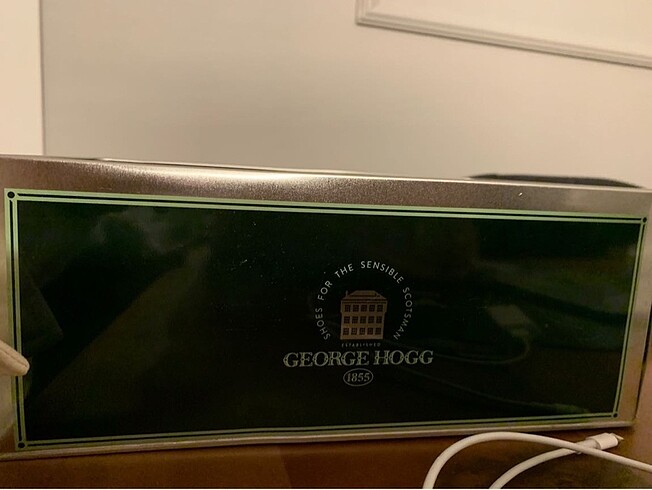 SHOES FOR THE SENSIBLE SCOTSMAN
ESTABLISHED
GEORGE HOGG
1855